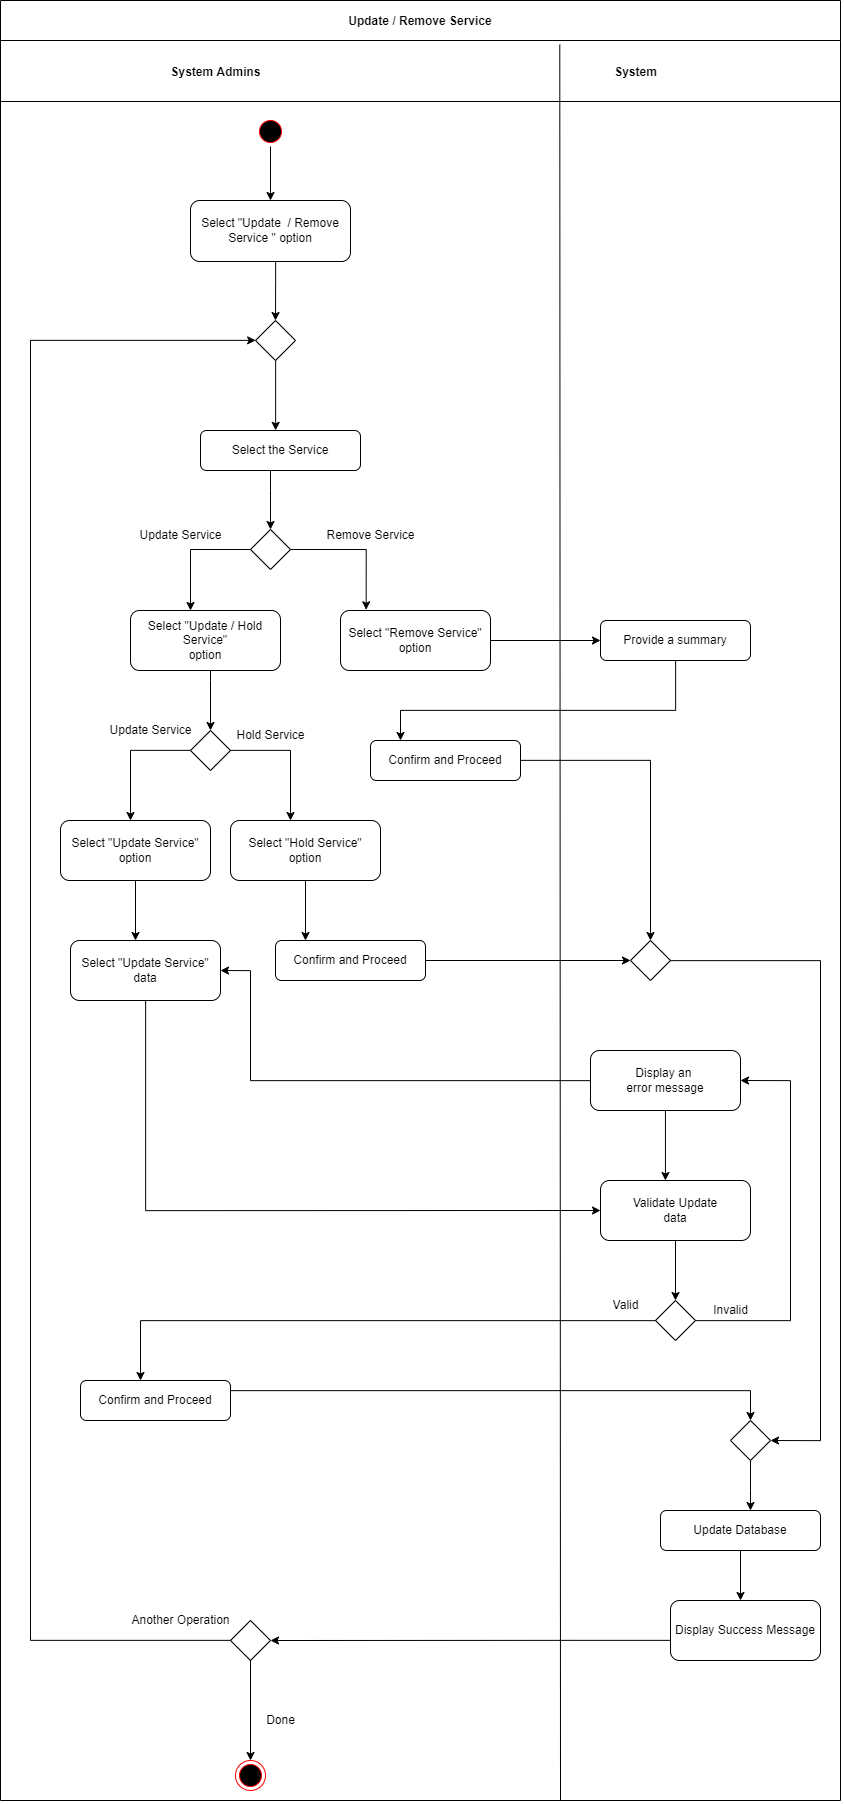 Update / Remove Service
System Admins
System
Select "Update  / Remove
Service " option
Select the Service
Update Service
Remove Service
Select "Update / Hold
Service"
option
Select "Remove Service"
option
Provide a summary
Update Service
Hold Service
Confirm and Proceed
Select "Update Service"
option
Select "Hold Service"
option
Select "Update Service"
data
Confirm and Proceed
Display an
error message
Validate Update
data
Valid
Invalid
Confirm and Proceed
Update Database
Another Operation
Display Success Message
Done